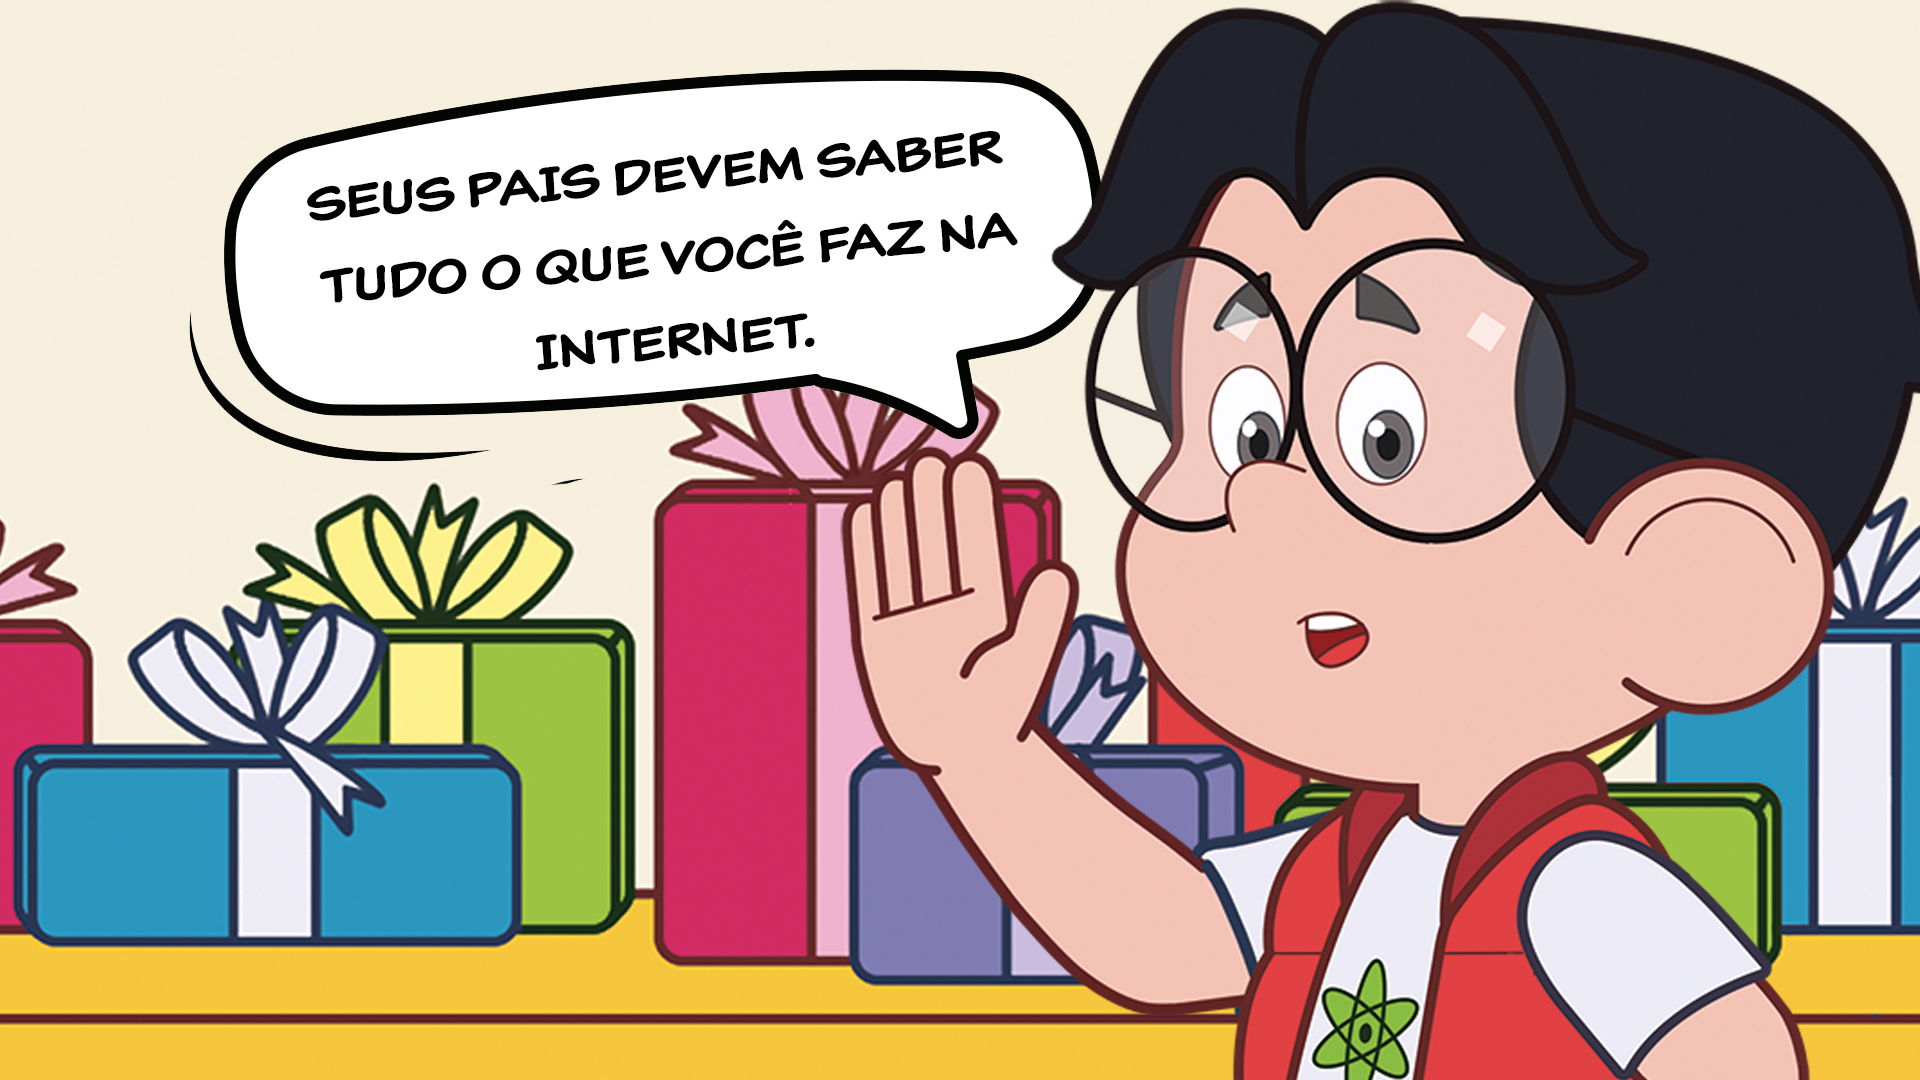 SEUS PAIS DEVEM SABER
TUDO O QUE VOCÊ FAZ NA
INTERNET.